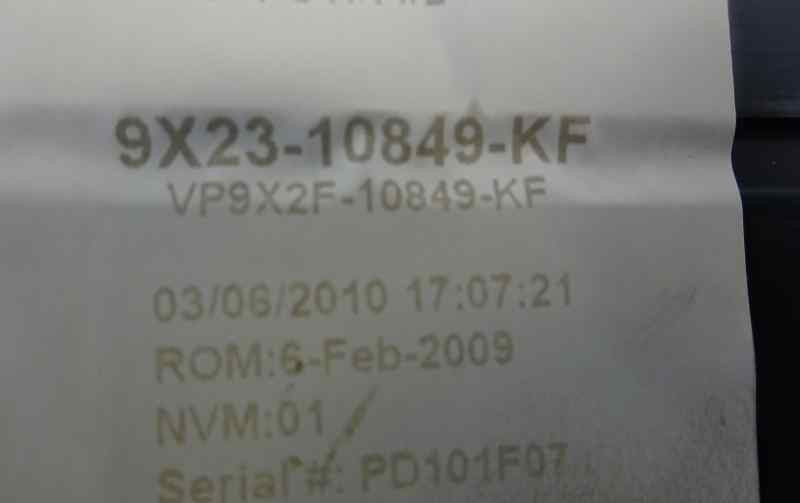 9X23-10849-KF
VP9X2F-10849-KF
03/06/2010 17:07:21
ROM:6-Feb-2009
NVM:01
Serial #: PD101F07